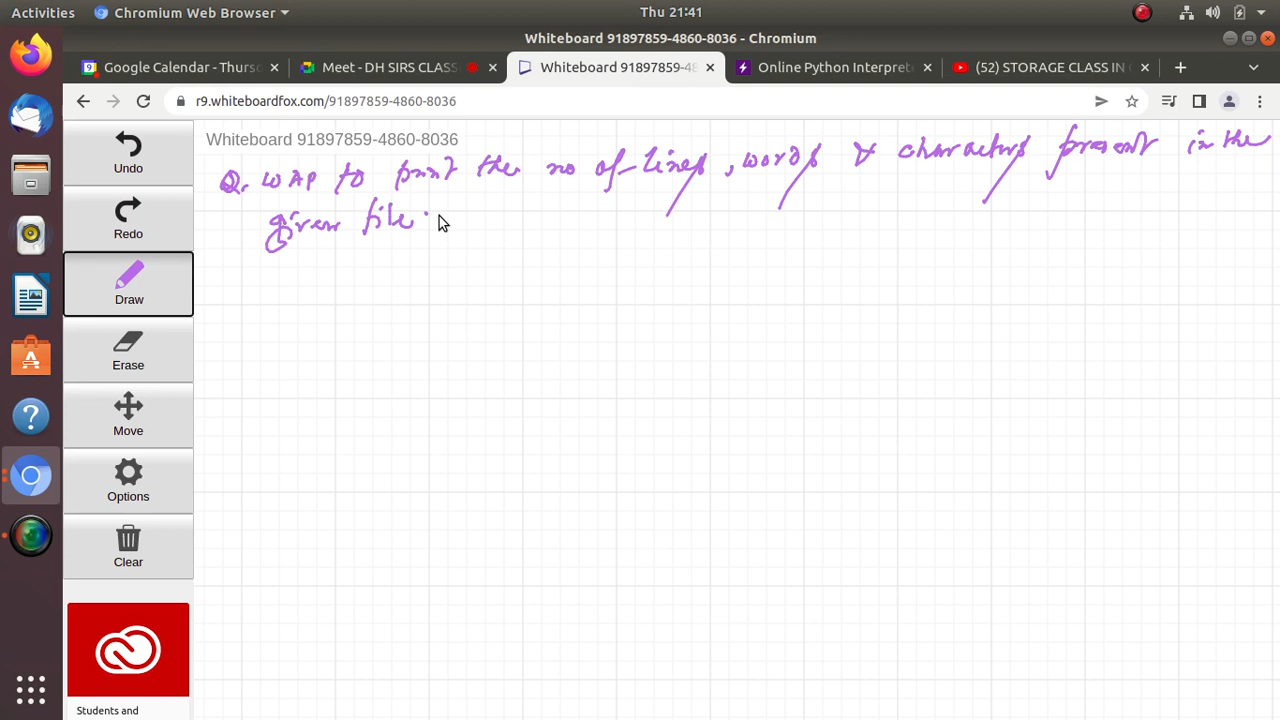 Activities Chromium Web Browser Thu 21:41
Whiteboard 91897859-4860-8036 - Chromium
Google Calendar - Thurs Meet - DH SIRS CLASS Whiteboard 91897859-48 Online Python Interpret (52) STORAGE CLASS IN
r9.whiteboardfox.com/91897859-4860-8036
Whiteboard 91897859-4860-8036
Q. WAP to print the no of lines, words & characters present in the
given file.
Undo
Redo
Draw
Erase
Move
Options
Clear
Students and